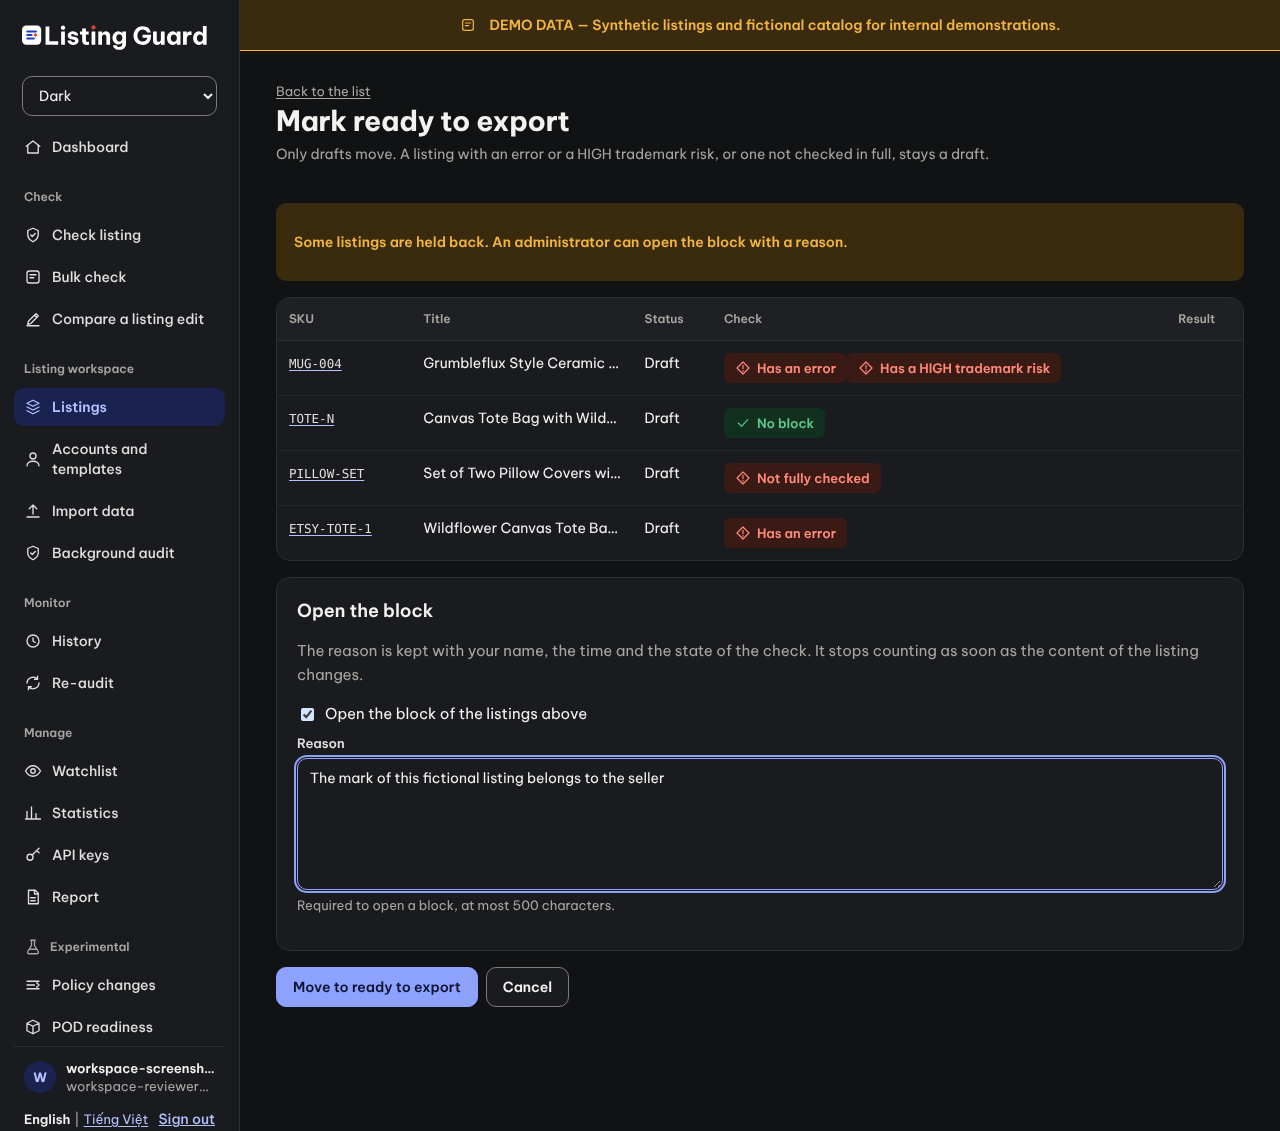 Listing Guard
Dark
Dashboard
Check
Check listing
Bulk check
Compare a listing edit
Listing workspace
Listings
Accounts and
templates
Import data
Background audit
Monitor
History
Re-audit
Manage
Watchlist
Statistics
API keys
Report
Experimental
Policy changes
POD readiness
W
workspace-screensh...
workspace-reviewer...
English | Tiếng Việt Sign out
DEMO DATA — Synthetic listings and fictional catalog for internal demonstrations.
Back to the list
Mark ready to export
Only drafts move. A listing with an error or a HIGH trademark risk, or one not checked in full, stays a draft.
Some listings are held back. An administrator can open the block with a reason.
SKU Title Status Check Result
MUG-004 Grumbleflux Style Ceramic ... Draft Has an error Has a HIGH trademark risk
TOTE-N Canvas Tote Bag with Wild... Draft No block
PILLOW-SET Set of Two Pillow Covers wi... Draft Not fully checked
ETSY-TOTE-1 Wildflower Canvas Tote Ba... Draft Has an error
Open the block
The reason is kept with your name, the time and the state of the check. It stops counting as soon as the content of the listing
changes.
Open the block of the listings above
Reason
The mark of this fictional listing belongs to the seller
Required to open a block, at most 500 characters.
Move to ready to export Cancel